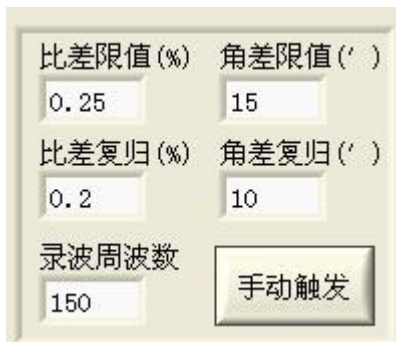 比差限值(%) 角差限值(′ )
0.25 15
比差复归(%) 角差复归(′ )
0.2 10
录波周波数
150 手动触发